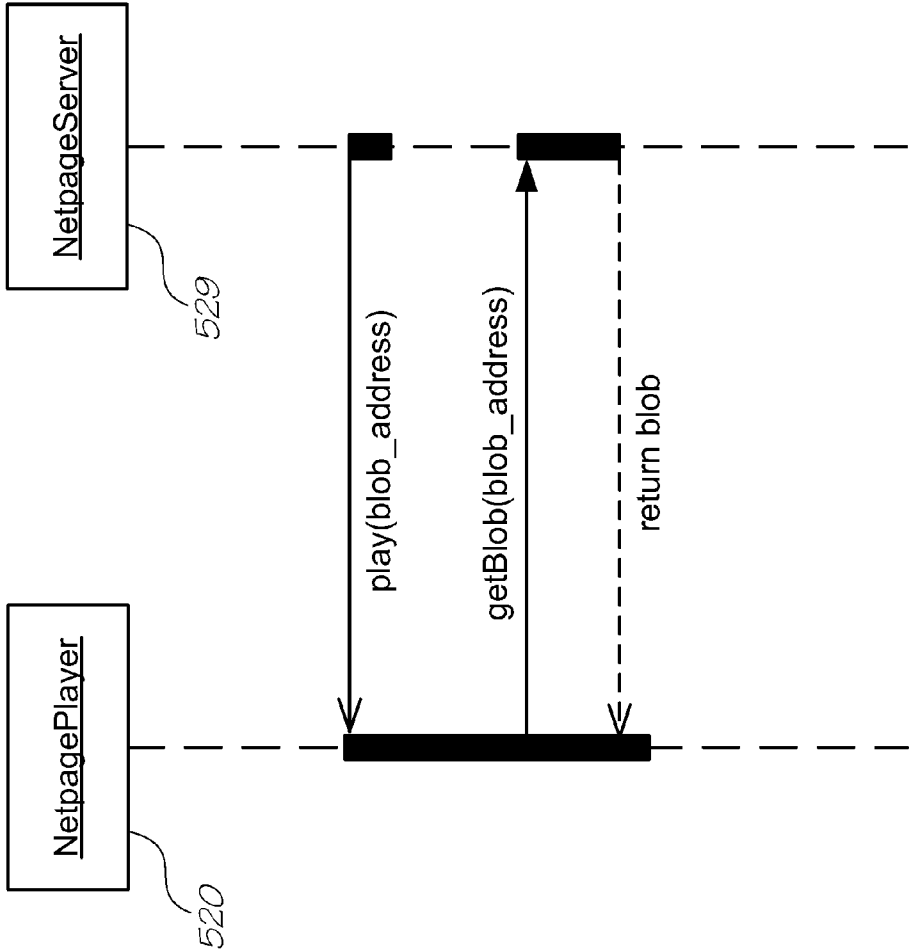 NetpagePlayer
520
NetpageServer
529
play(blob_address)
getBlob(blob_address)
return blob